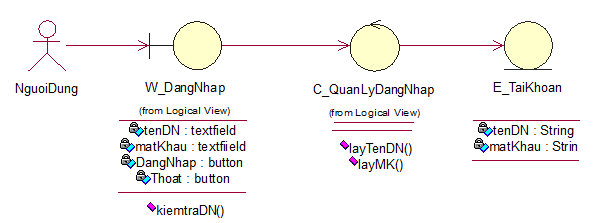 NguoiDung
W_DangNhap
(from Logical View)
tenDN : textfield
matKhau : textfiield
DangNhap : button
Thoat : button
kiemtraDN()
C_QuanLyDangNhap
(from Logical View)
layTenDN()
layMK()
E_TaiKhoan
tenDN : String
matKhau : Strin